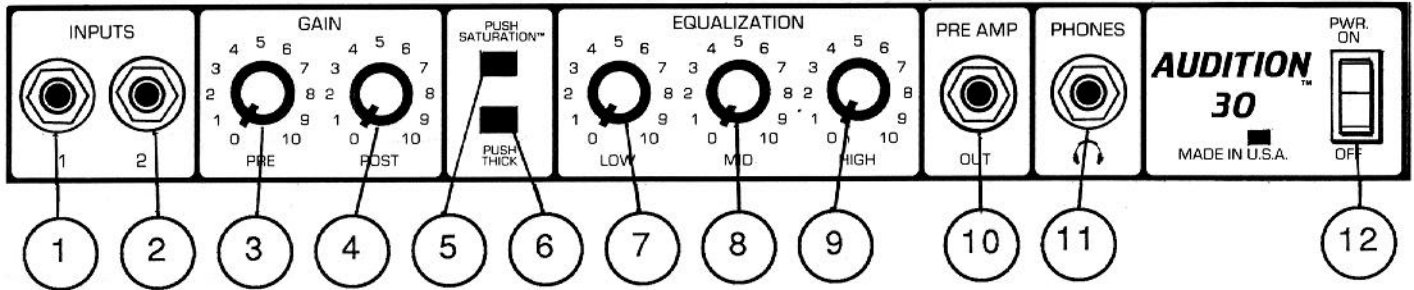 INPUTS
1
2
GAIN
0 1 2 3 4 5 6 7 8 9 10
PRE
0 1 2 3 4 5 6 7 8 9 10
POST
PUSH
SATURATION™
PUSH
THICK
EQUALIZATION
0 1 2 3 4 5 6 7 8 9 10
LOW
0 1 2 3 4 5 6 7 8 9 10
MID
0 1 2 3 4 5 6 7 8 9 10
HIGH
PRE AMP
OUT
PHONES
AUDITION™
30
MADE IN U.S.A.
PWR.
ON
OFF
1 2 3 4 5 6 7 8 9 10 11 12